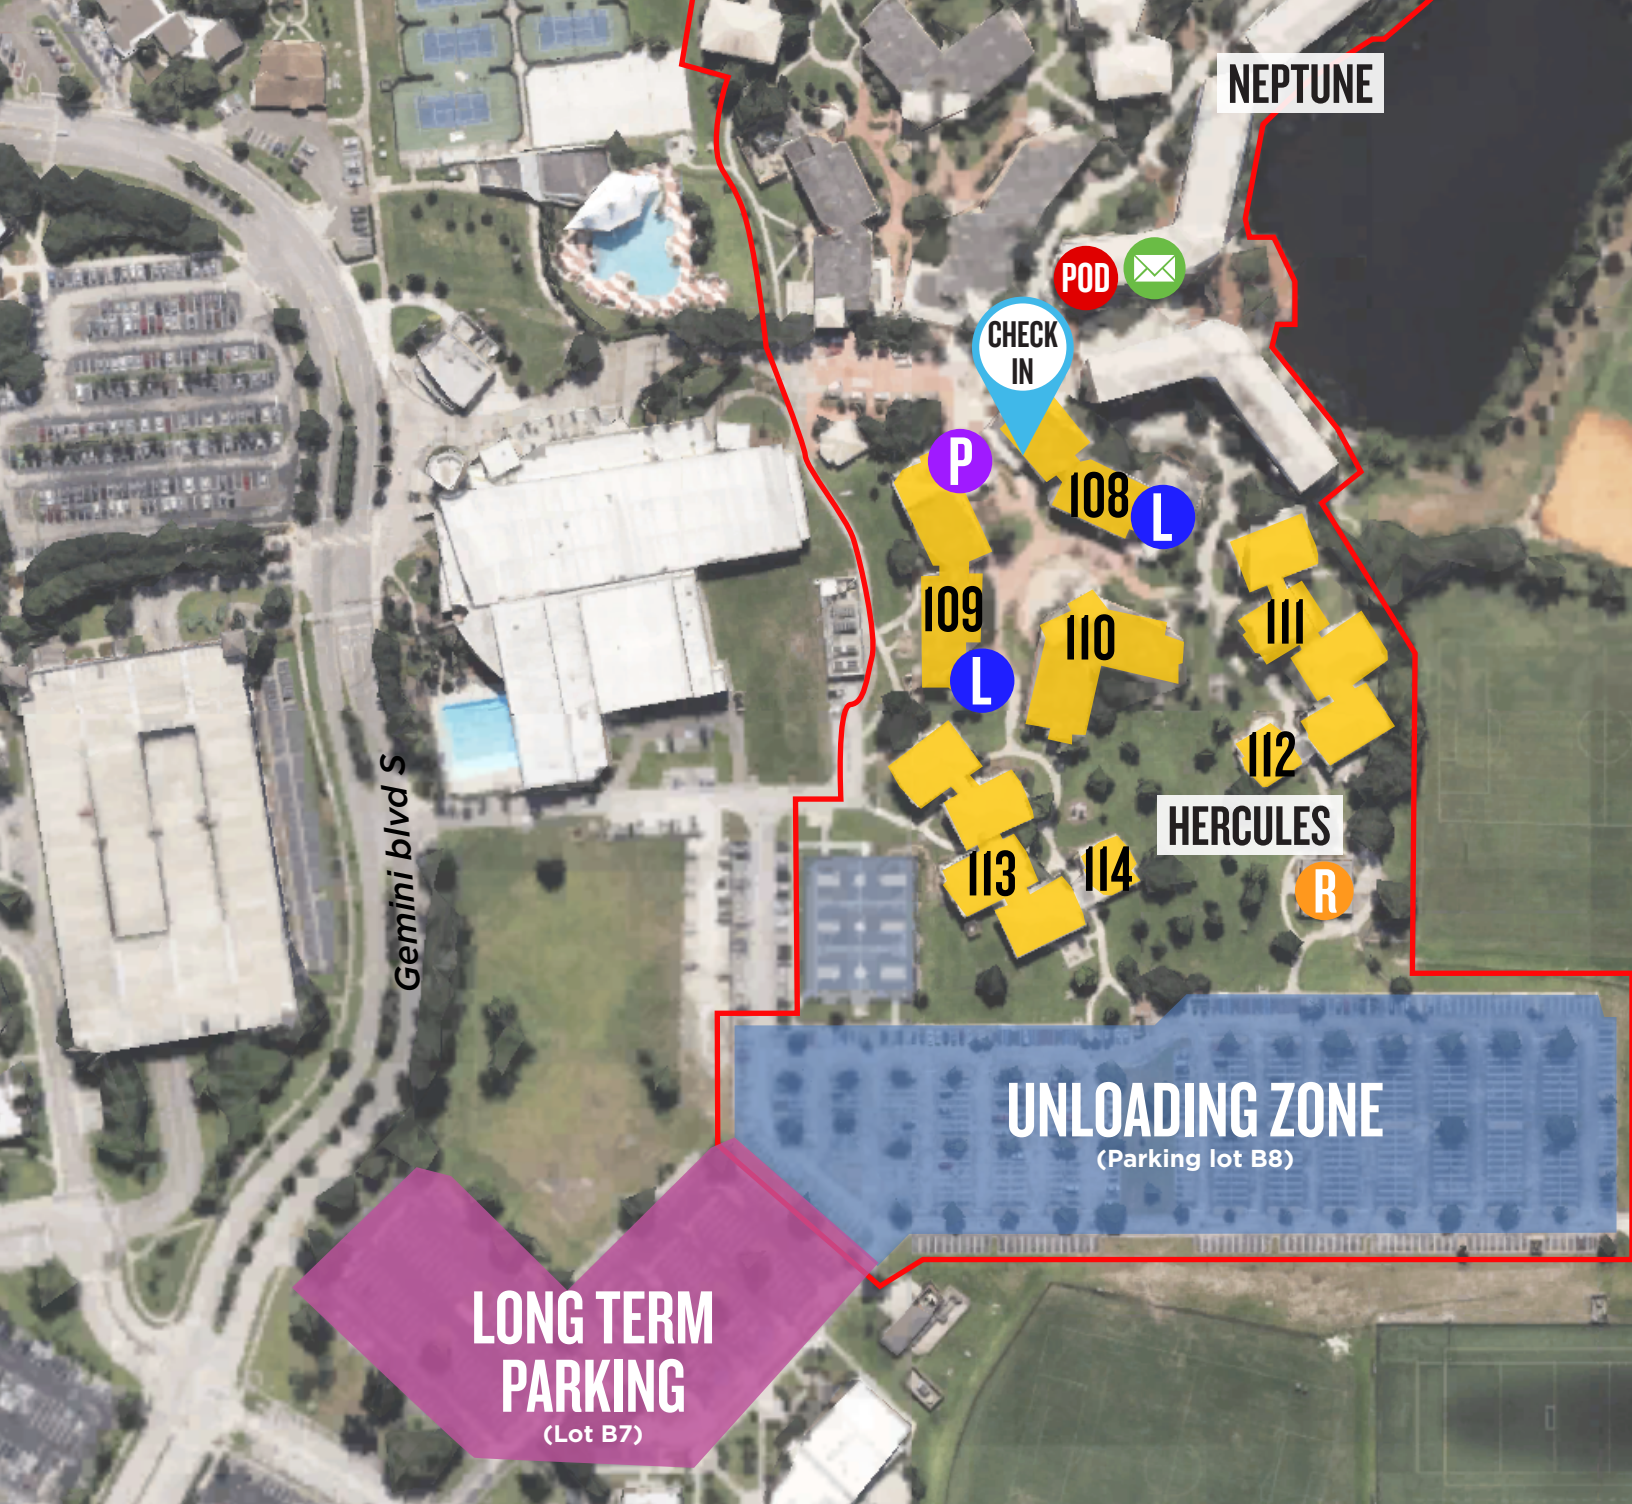 NEPTUNE
POD
CHECK
IN
P
108
L
109
110
111
L
112
HERCULES
113
114
R
Gemini blvd S
UNLOADING ZONE
(Parking lot B8)
LONG TERM
PARKING
(Lot B7)